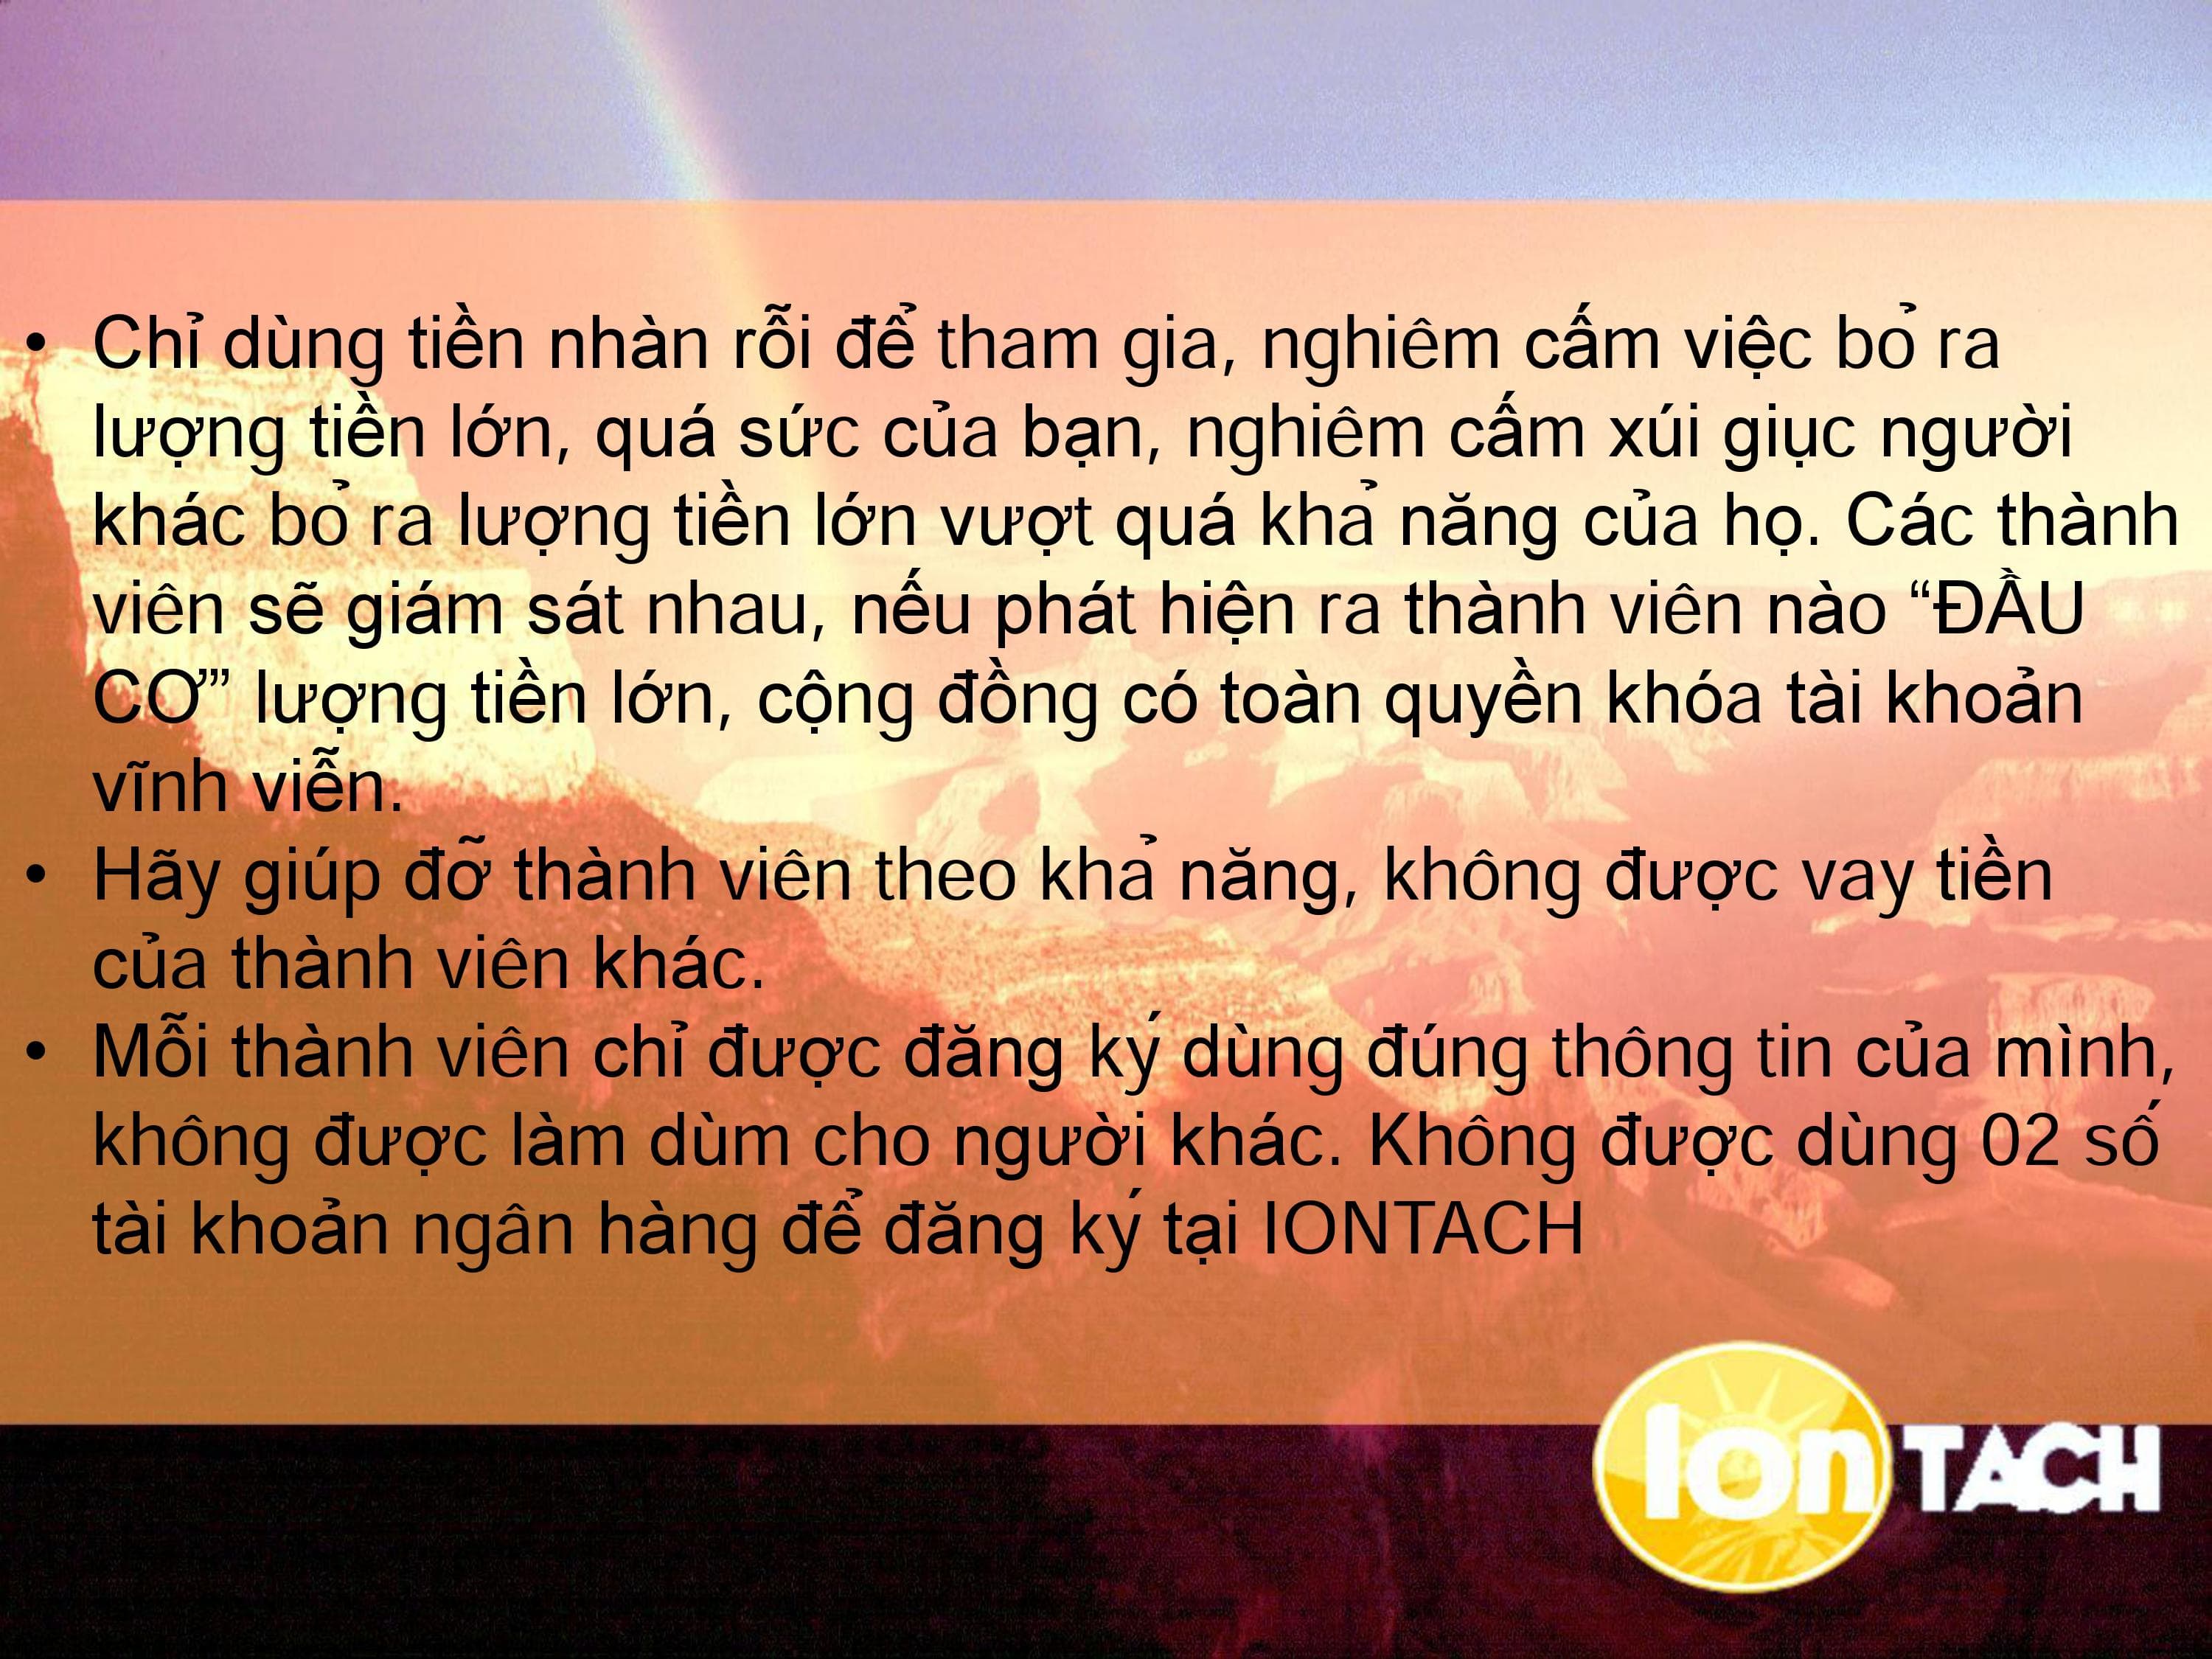 • Chỉ dùng tiền nhàn rỗi để tham gia, nghiêm cấm việc bỏ ra
lượng tiền lớn, quá sức của bạn, nghiêm cấm xúi giục người
khác bỏ ra lượng tiền lớn vượt quá khả năng của họ. Các thành
viên sẽ giám sát nhau, nếu phát hiện ra thành viên nào “ĐẦU
CƠ” lượng tiền lớn, cộng đồng có toàn quyền khóa tài khoản
vĩnh viễn.
• Hãy giúp đỡ thành viên theo khả năng, không được vay tiền
của thành viên khác.
• Mỗi thành viên chỉ được đăng ký dùng đúng thông tin của mình,
không được làm dùm cho người khác. Không được dùng 02 số
tài khoản ngân hàng để đăng ký tại IONTACH
Ion TACH